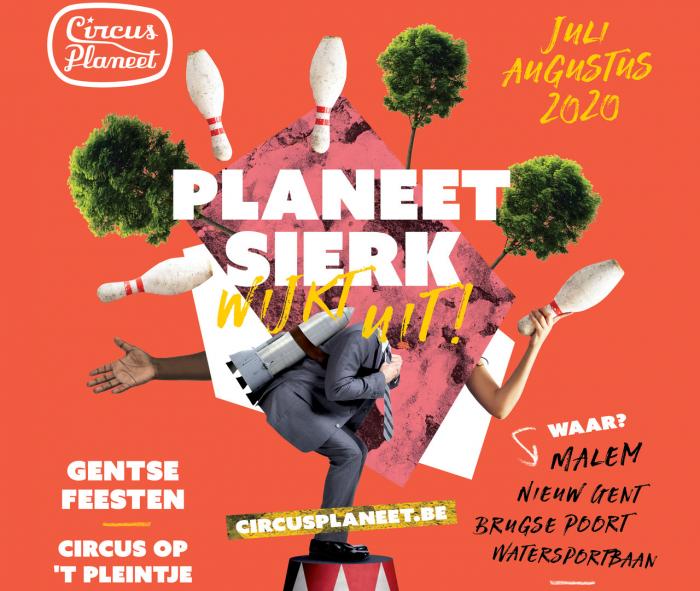 Circus
Planeet
JULI
AUGUSTUS
2020
PLANEET
SIERK
WIJKT UIT!
WAAR?
MALEM
NIEUW GENT
BRUGSE POORT
WATERSPORTBAAN
GENTSE
FEESTEN
CIRCUS OP
'T PLEINTJE
CIRCUSPLANEET.BE